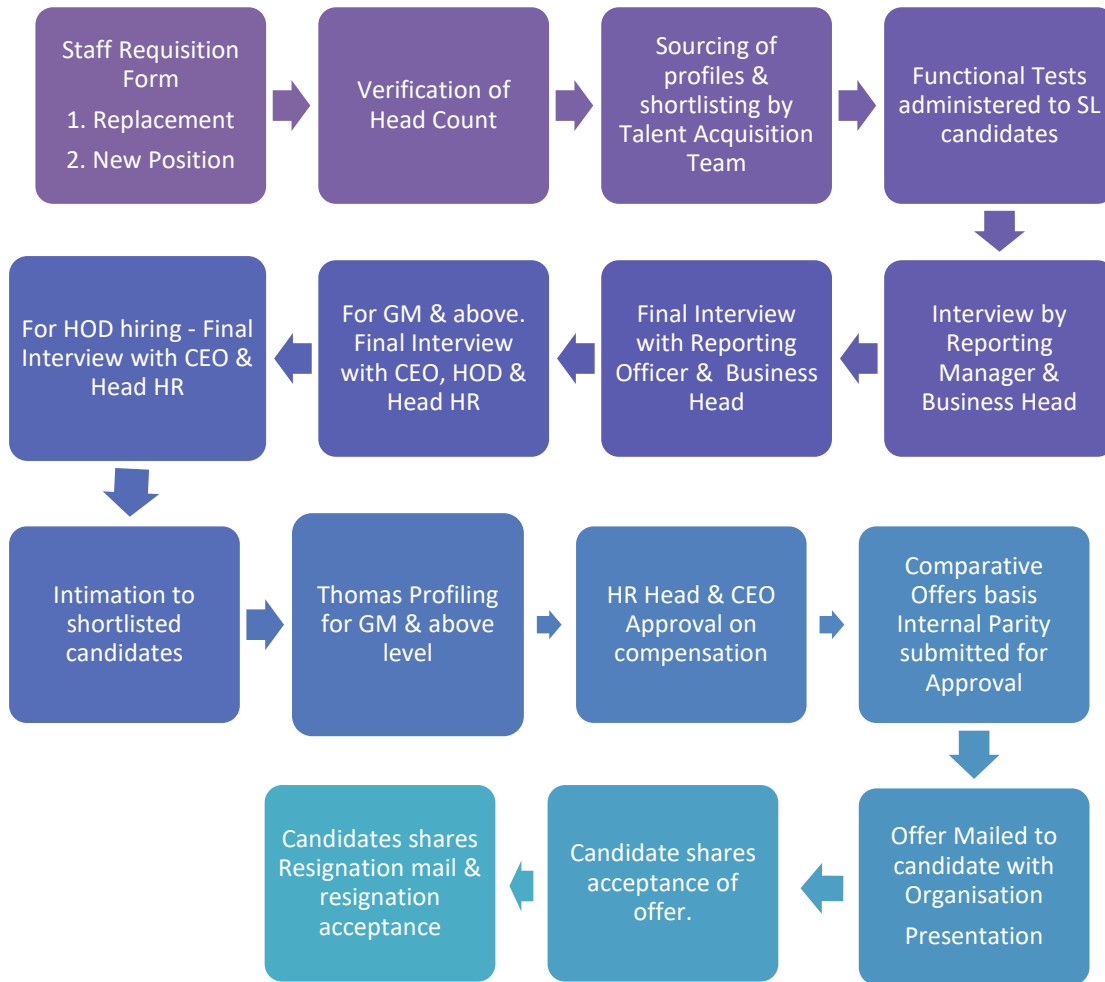 Staff Requisition
Form
1. Replacement
2. New Position
Verification of
Head Count
Sourcing of
profiles &
shortlisting by
Talent Acquisition
Team
Functional Tests
administered to SL
candidates
Interview by
Reporting
Manager &
Business Head
Final Interview
with Reporting
Officer & Business
Head
For GM & above.
Final Interview
with CEO, HOD &
Head HR
For HOD hiring - Final
Interview with CEO &
Head HR
Intimation to
shortlisted
candidates
Thomas Profiling
for GM & above
level
HR Head & CEO
Approval on
compensation
Comparative
Offers basis
Internal Parity
submitted for
Approval
Offer Mailed to
candidate with
Organisation
Presentation
Candidate shares
acceptance of
offer.
Candidates shares
Resignation mail &
resignation
acceptance